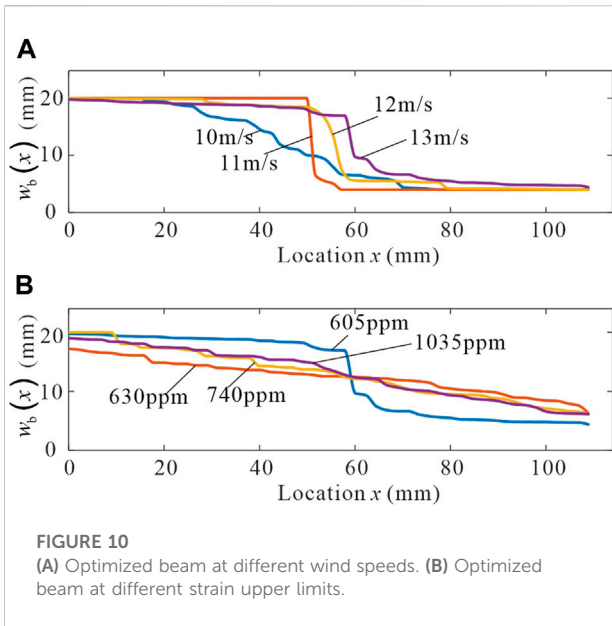 A
w_b(x) (mm)
20
10
0
10m/s
11m/s
12m/s
13m/s
0 20 40 60 80 100
Location x (mm)
B
w_b(x) (mm)
20
10
0
605ppm
1035ppm
630ppm
740ppm
0 20 40 60 80 100
Location x (mm)
FIGURE 10
(A) Optimized beam at different wind speeds. (B) Optimized
beam at different strain upper limits.